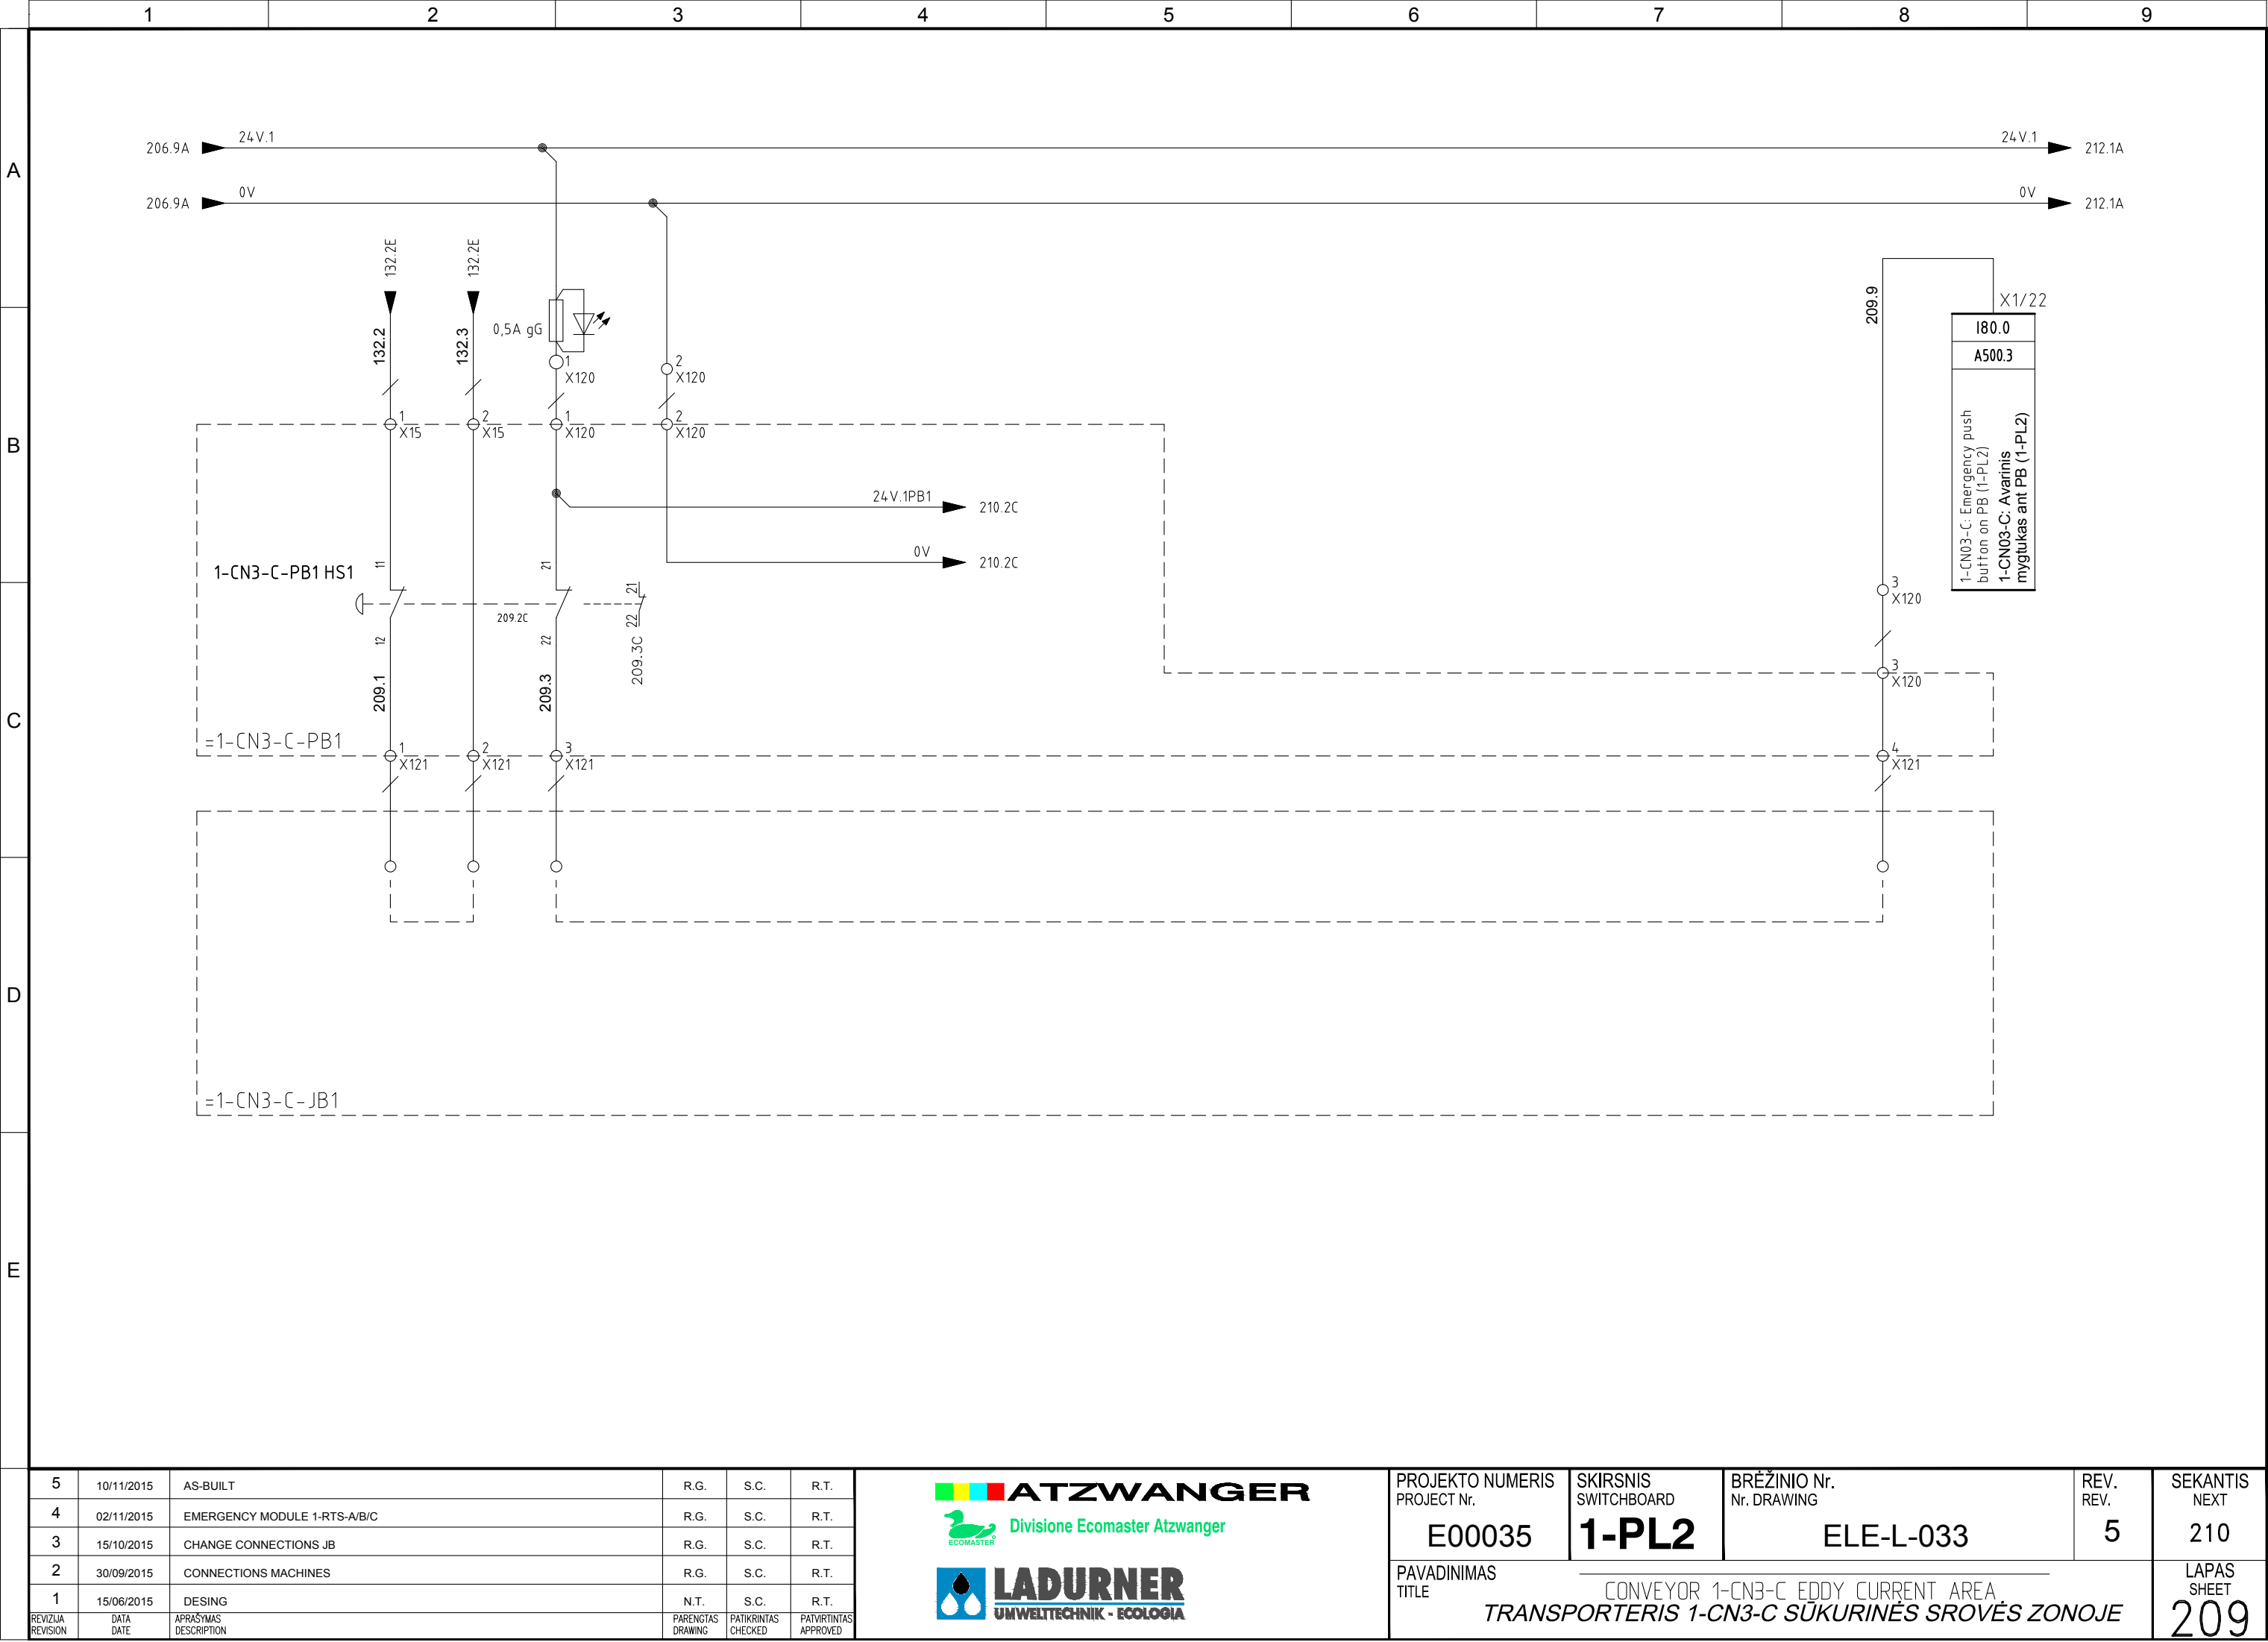 1 2 3 4 5 6 7 8 9
A
B
C
D
E
206.9A 24V.1 24V.1 212.1A
206.9A 0V 0V 212.1A
132.2E 132.2E
132.2 132.3
0,5A gG
1
X120
2
X120
1
X15
2
X15
1
X120
2
X120
209.9
X1/22
I80.0
A500.3
1-CN03-C: Emergency push
button on PB (1-PL2)
1-CN03-C: Avarinis
mygtukas ant PB (1-PL2)
24V.1PB1 210.2C
0V 210.2C
1-CN3-C-PB1 HS1
11
12
209.2C
21
22
21
22
209.3C
209.1
209.3
3
X120
3
X120
=1-CN3-C-PB1
1
X121
2
X121
3
X121
4
X121
=1-CN3-C-JB1
5 10/11/2015 AS-BUILT R.G. S.C. R.T.
4 02/11/2015 EMERGENCY MODULE 1-RTS-A/B/C R.G. S.C. R.T.
3 15/10/2015 CHANGE CONNECTIONS JB R.G. S.C. R.T.
2 30/09/2015 CONNECTIONS MACHINES R.G. S.C. R.T.
1 15/06/2015 DESING N.T. S.C. R.T.
REVIZIJA DATA APRAŠYMAS PARENGTAS PATIKRINTAS PATVIRTINTAS
REVISION DATE DESCRIPTION DRAWING CHECKED APPROVED
ATZWANGER
Divisione Ecomaster Atzwanger
ECOMASTER
LADURNER
UMWELTTECHNIK - ECOLOGIA
PROJEKTO NUMERIS
PROJECT Nr.
E00035
SKIRSNIS
SWITCHBOARD
1-PL2
BRĖŽINIO Nr.
Nr. DRAWING
ELE-L-033
REV.
REV.
5
SEKANTIS
NEXT
210
PAVADINIMAS
TITLE
CONVEYOR 1-CN3-C EDDY CURRENT AREA
TRANSPORTERIS 1-CN3-C SŪKURINĖS SROVĖS ZONOJE
LAPAS
SHEET
209